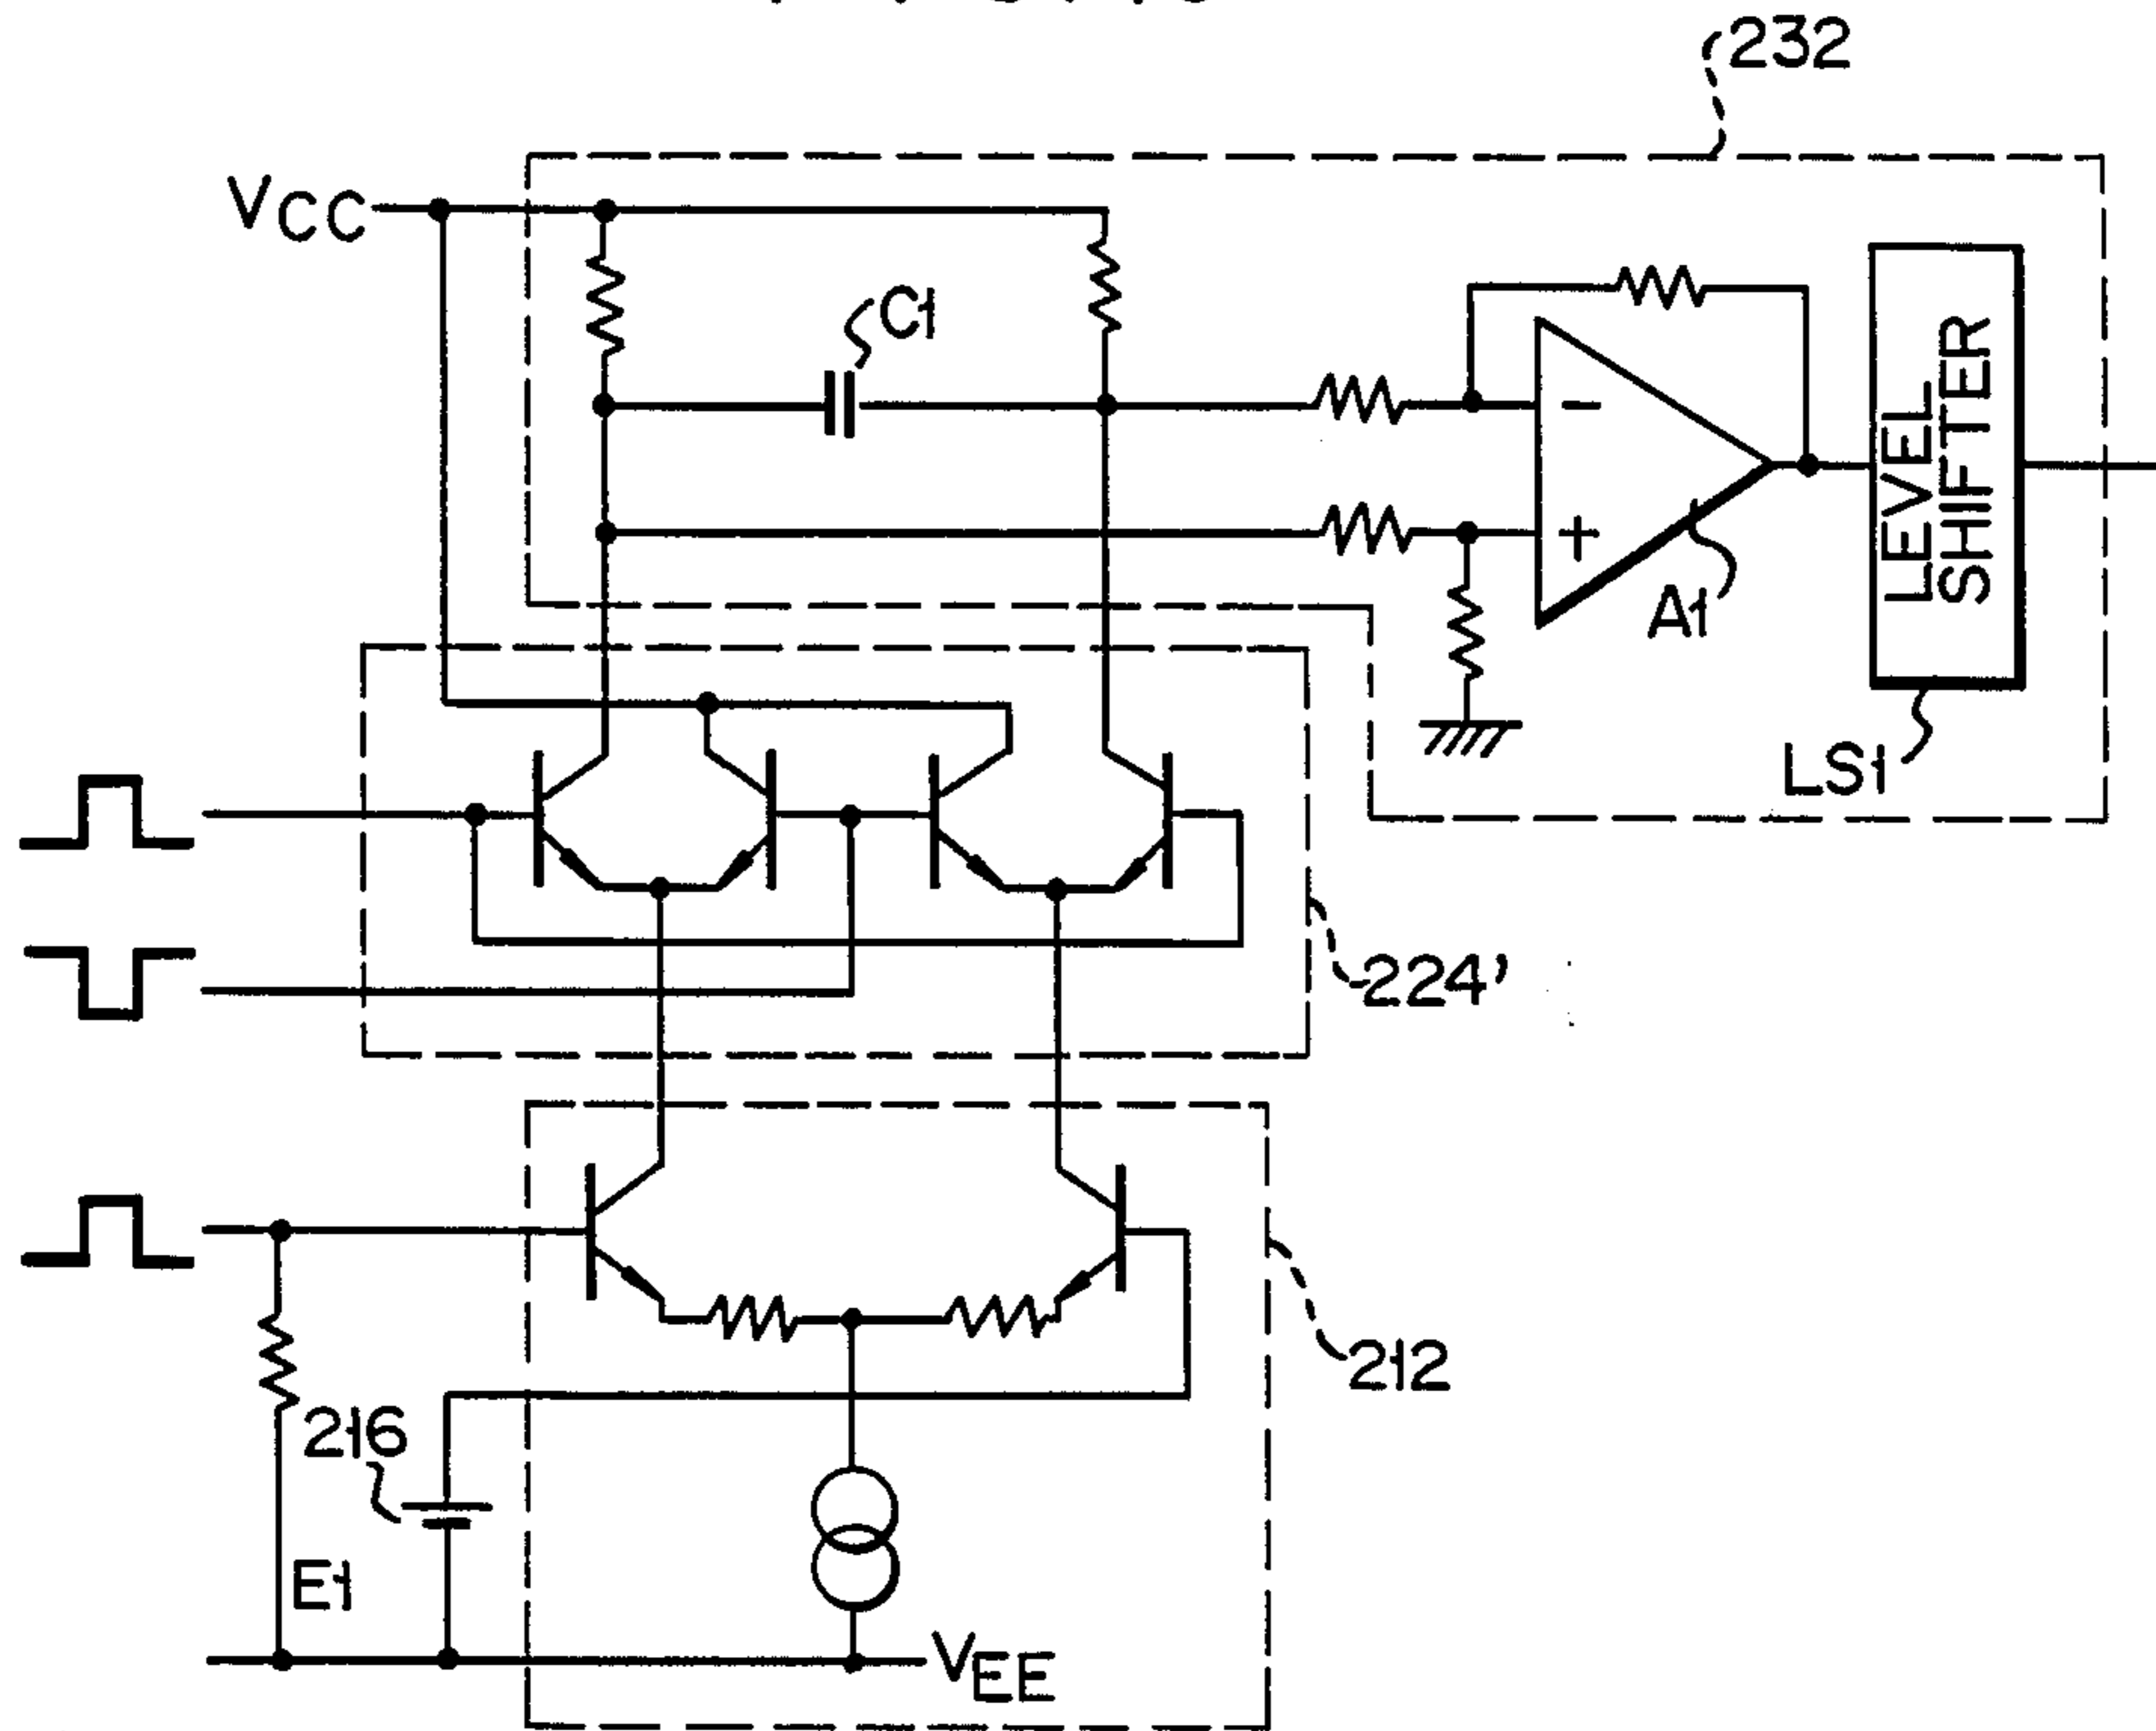 232
VCC
C1
-
+
A1
LEVEL
SHIFTER
LS1
224'
212
216
E1
VEE